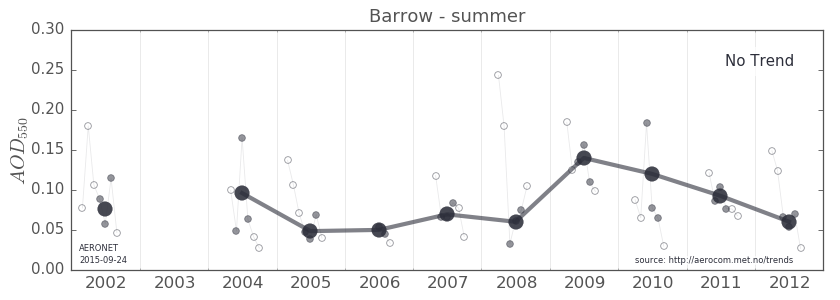 Barrow - summer
0.30
0.25
0.20
0.15
0.10
0.05
0.00
AOD550
No Trend
AERONET
2015-09-24
source: http://aerocom.met.no/trends
2002 2003 2004 2005 2006 2007 2008 2009 2010 2011 2012